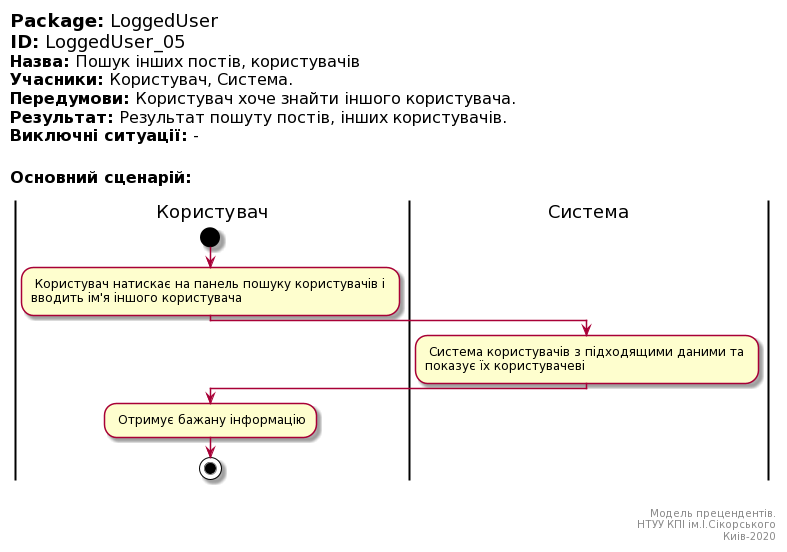 Package: LoggedUser
ID: LoggedUser_05
Назва: Пошук інших постів, користувачів
Учасники: Користувач, Система.
Передумови: Користувач хоче знайти іншого користувача.
Результат: Результат пошуту постів, інших користувачів.
Виключні ситуації: -
Основний сценарій:
Користувач
Система
Користувач натискає на панель пошуку користувачів і
вводить ім'я іншого користувача
Система користувачів з підходящими даними та
показує їх користувачеві
Отримує бажану інформацію
Модель прецендентів.
НТУУ КПІ ім.І.Сікорського
Київ-2020